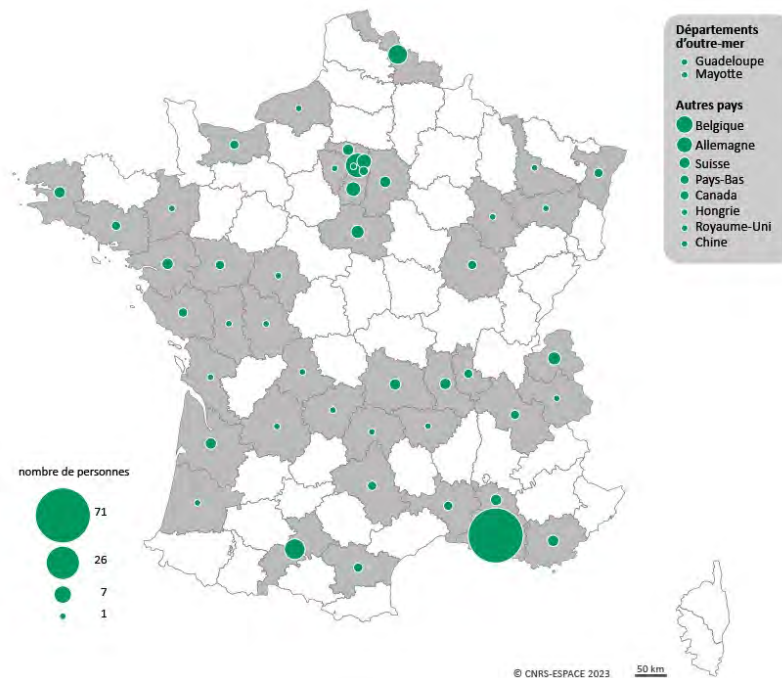 Départements
d'outre-mer
Guadeloupe
Mayotte
Autres pays
Belgique
Allemagne
Suisse
Pays-Bas
Canada
Hongrie
Royaume-Uni
Chine
nombre de personnes
71
26
7
1
© CNRS-ESPACE 2023
50 km